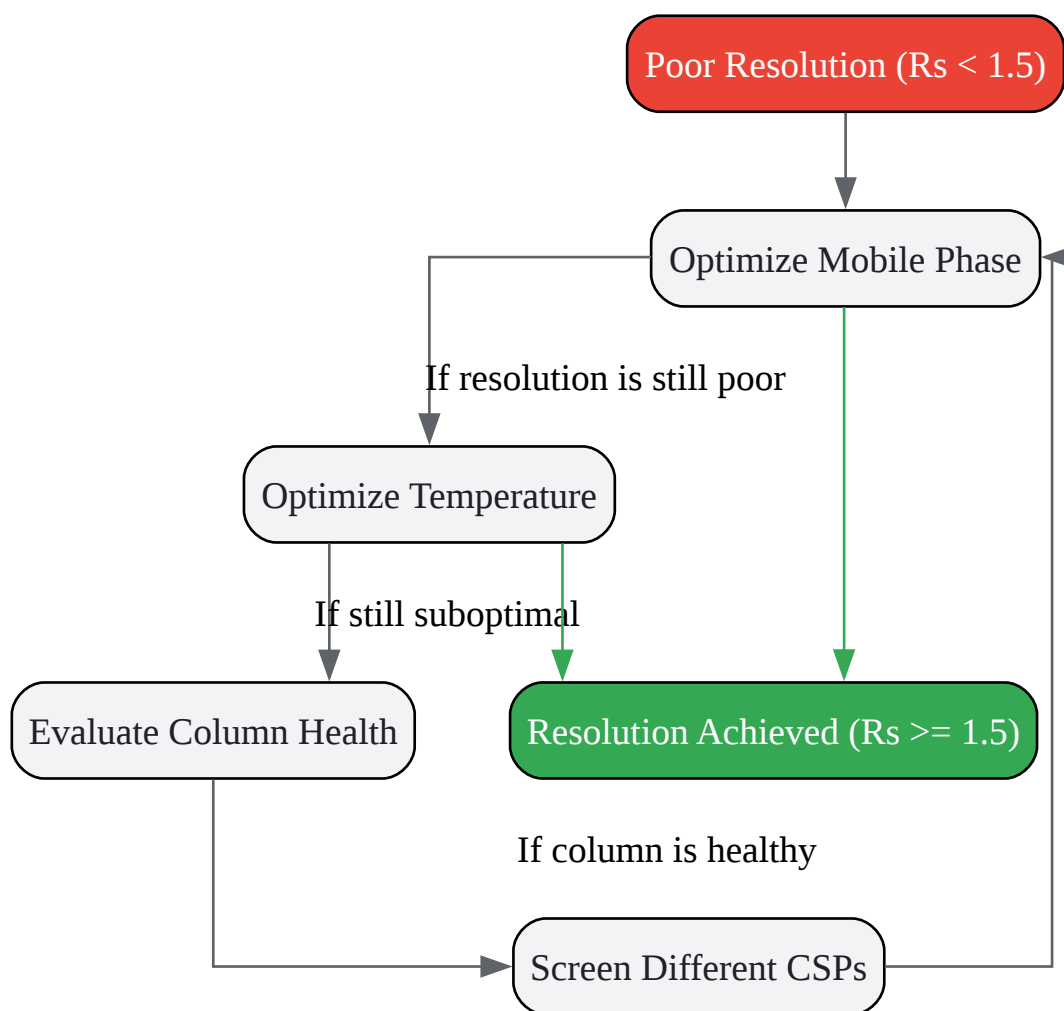 Poor Resolution (Rs < 1.5)
Optimize Mobile Phase
If resolution is still poor
Optimize Temperature
If still suboptimal
Evaluate Column Health
Resolution Achieved (Rs >= 1.5)
If column is healthy
Screen Different CSPs